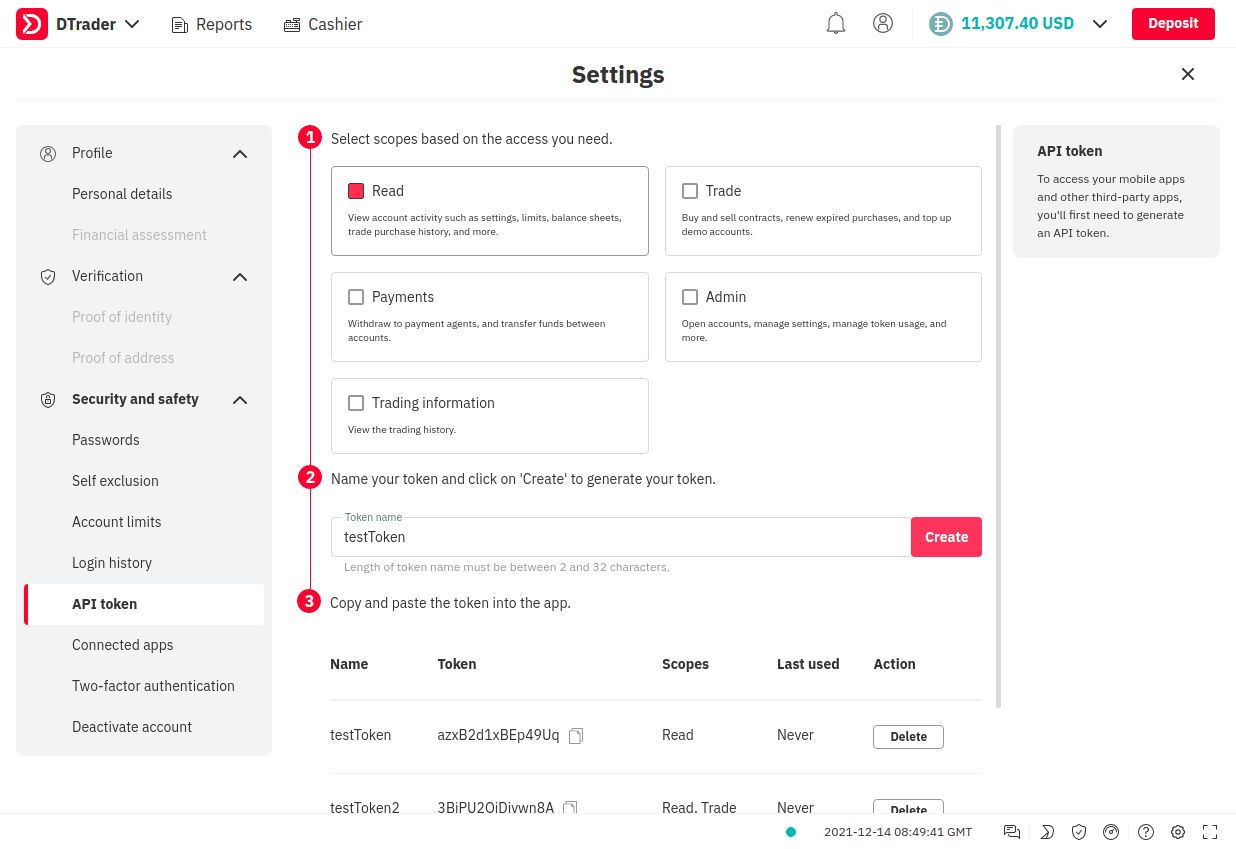 DTrader Reports Cashier 11,307.40 USD Deposit
Settings
Profile
Personal details
Financial assessment
Verification
Proof of identity
Proof of address
Security and safety
Passwords
Self exclusion
Account limits
Login history
API token
Connected apps
Two-factor authentication
Deactivate account
1 Select scopes based on the access you need.
Read
View account activity such as settings, limits, balance sheets,
trade purchase history, and more.
Trade
Buy and sell contracts, renew expired purchases, and top up
demo accounts.
Payments
Withdraw to payment agents, and transfer funds between
accounts.
Admin
Open accounts, manage settings, manage token usage, and
more.
Trading information
View the trading history.
2 Name your token and click on 'Create' to generate your token.
Token name
testToken Create
Length of token name must be between 2 and 32 characters.
3 Copy and paste the token into the app.
Name Token Scopes Last used Action
testToken azxB2d1xBEp49Uq Read Never Delete
testToken2 3BiPU2OiDivwn8A Read, Trade Never Delete
API token
To access your mobile apps
and other third-party apps,
you'll first need to generate
an API token.
2021-12-14 08:49:41 GMT